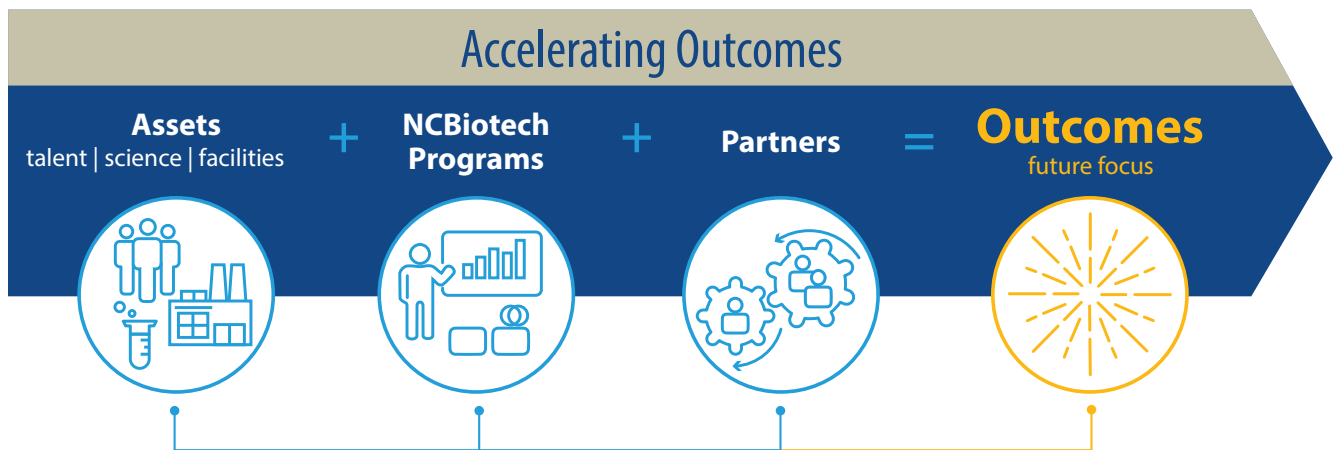 Accelerating Outcomes
Assets
talent | science | facilities
+
NCBiotech
Programs
+
Partners
=
Outcomes
future focus